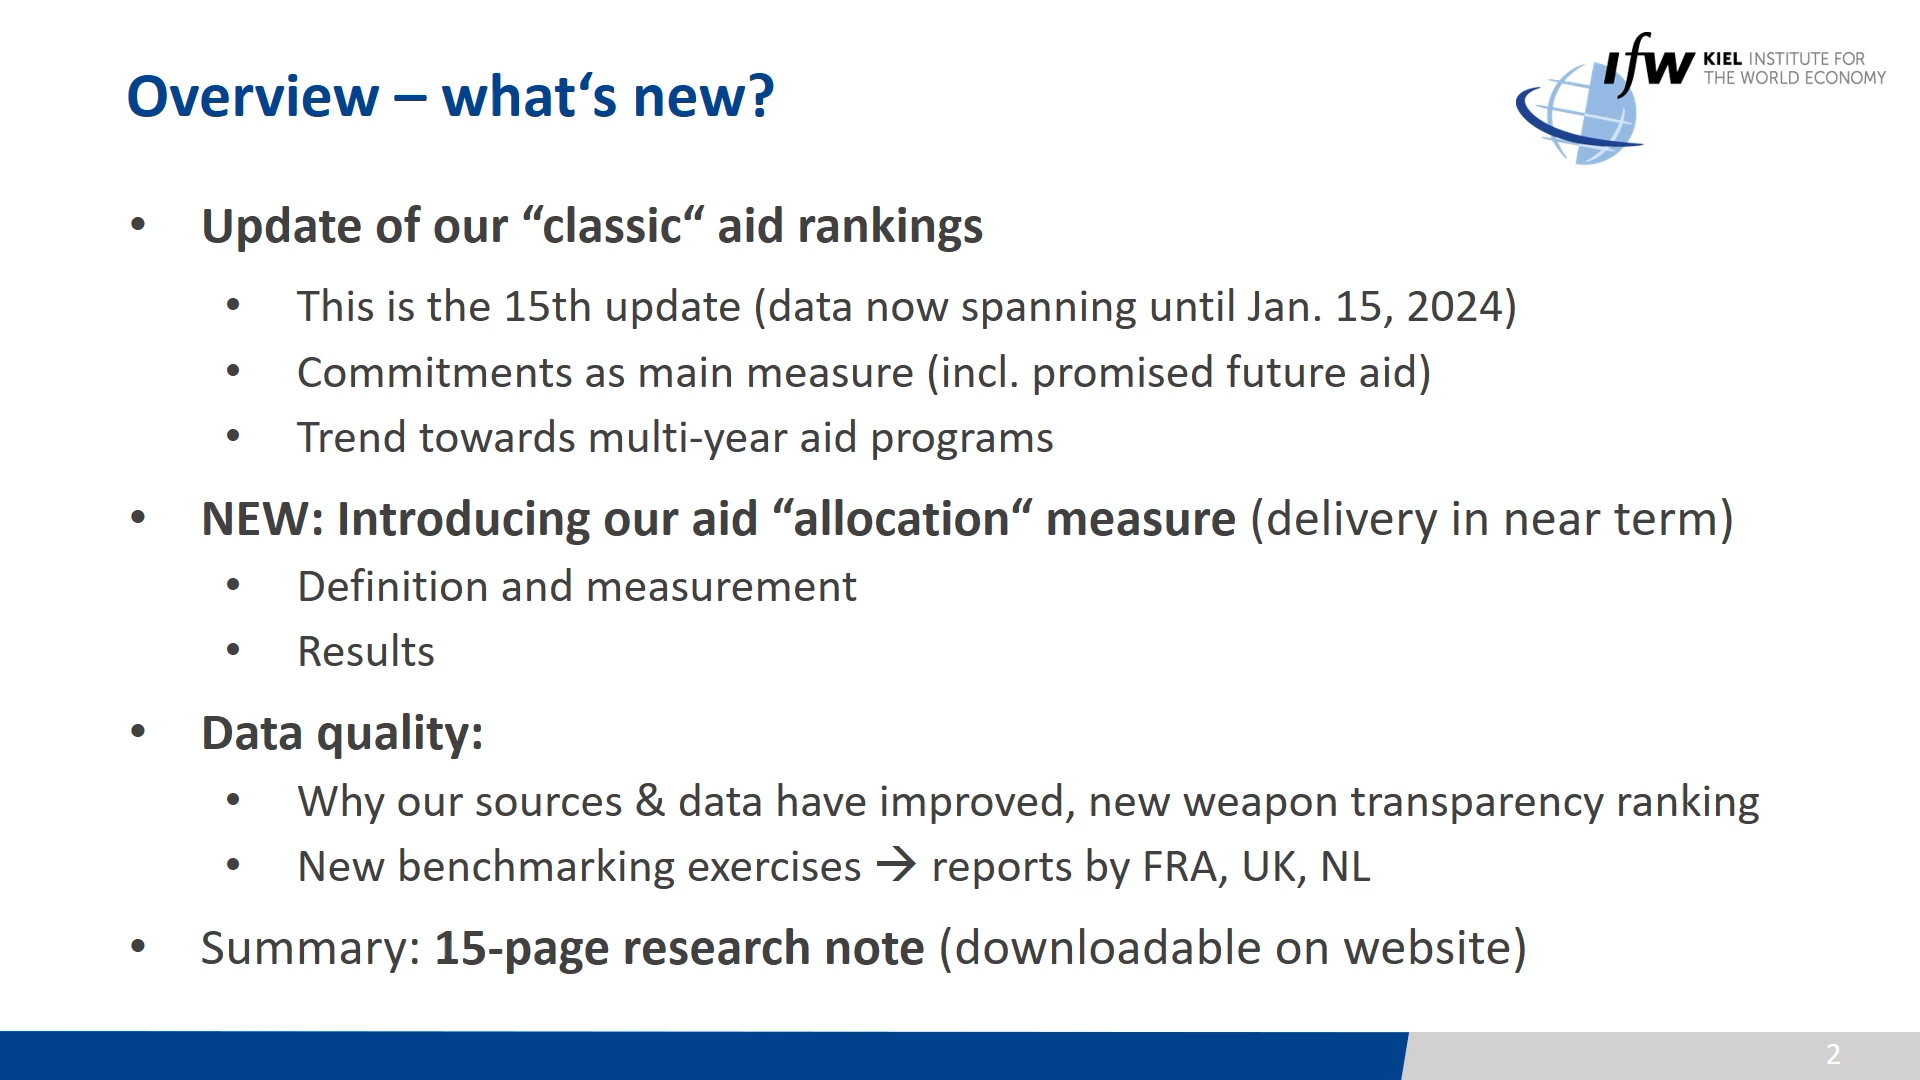 Overview – what‘s new?
ifw KIEL INSTITUTE FOR
THE WORLD ECONOMY
• Update of our “classic“ aid rankings
• This is the 15th update (data now spanning until Jan. 15, 2024)
• Commitments as main measure (incl. promised future aid)
• Trend towards multi-year aid programs
• NEW: Introducing our aid “allocation“ measure (delivery in near term)
• Definition and measurement
• Results
• Data quality:
• Why our sources & data have improved, new weapon transparency ranking
• New benchmarking exercises → reports by FRA, UK, NL
• Summary: 15-page research note (downloadable on website)
2